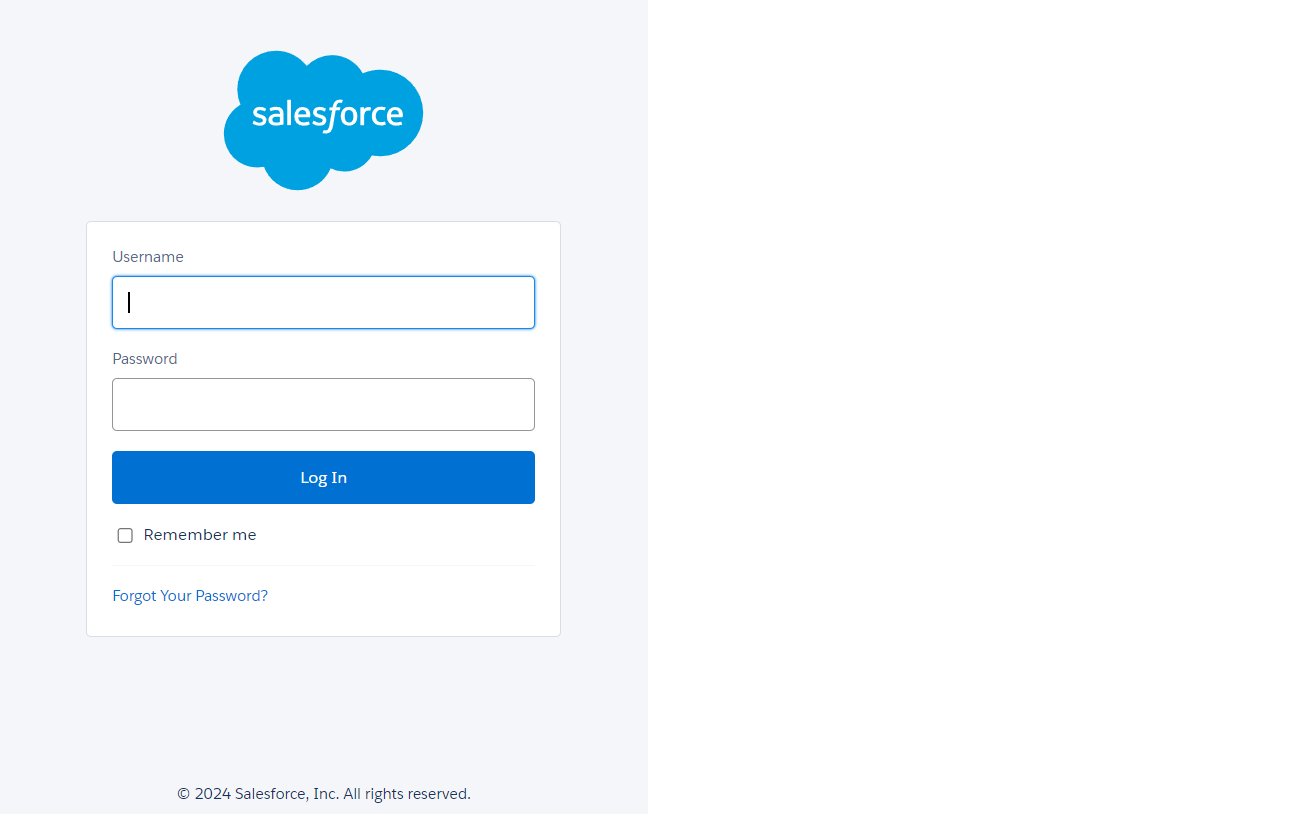 salesforce
Username
Password
Log In
Remember me
Forgot Your Password?
© 2024 Salesforce, Inc. All rights reserved.